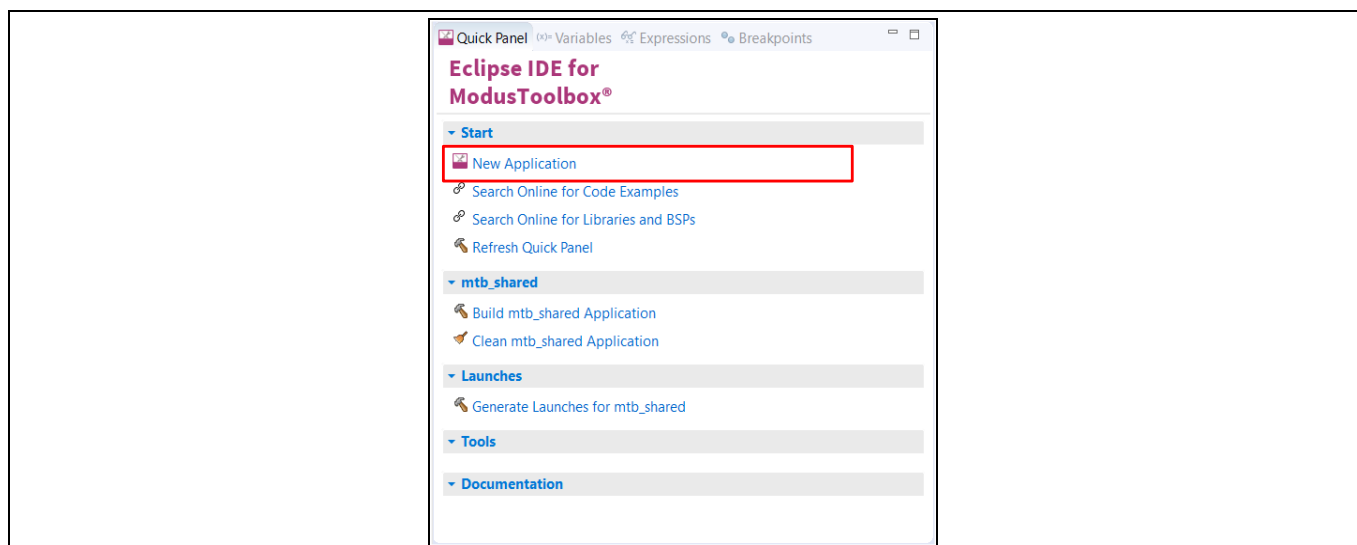 Quick Panel (x)= Variables Expressions Breakpoints
Eclipse IDE for
ModusToolbox®
Start
New Application
Search Online for Code Examples
Search Online for Libraries and BSPs
Refresh Quick Panel
mtb_shared
Build mtb_shared Application
Clean mtb_shared Application
Launches
Generate Launches for mtb_shared
Tools
Documentation